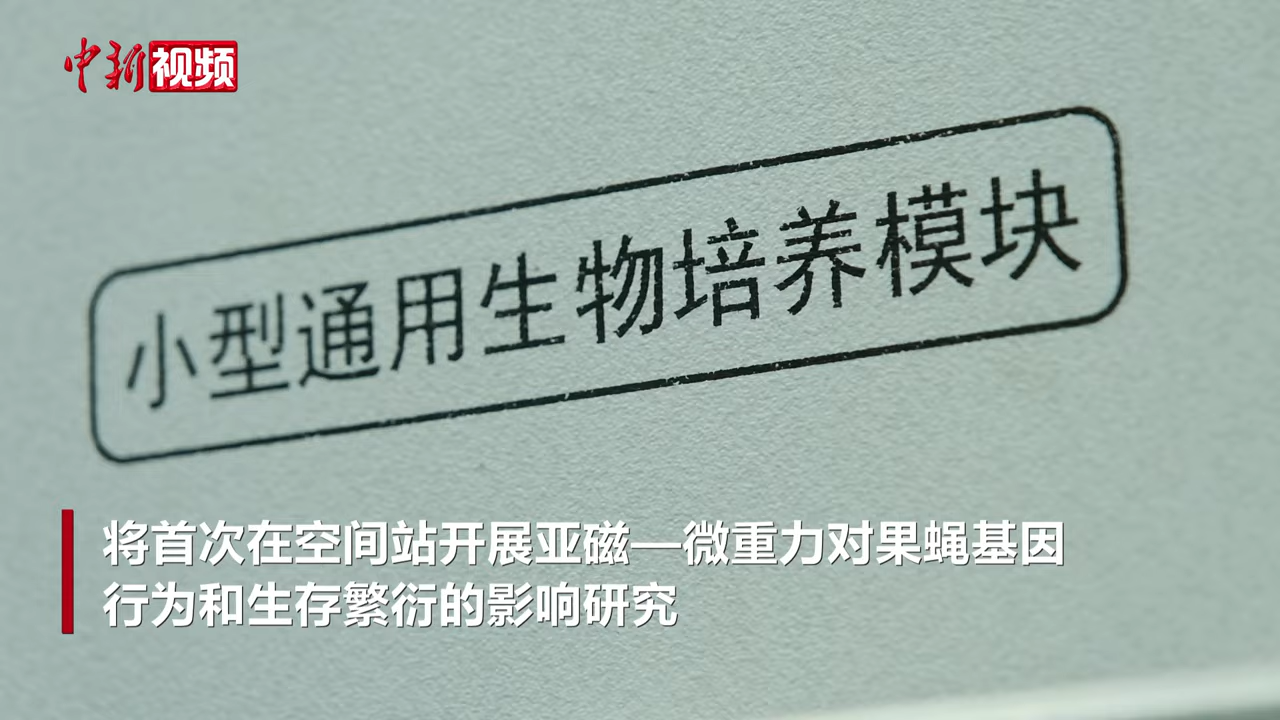 中新视频
小型通用生物培养模块
将首次在空间站开展亚磁—微重力对果蝇基因
行为和生存繁衍的影响研究